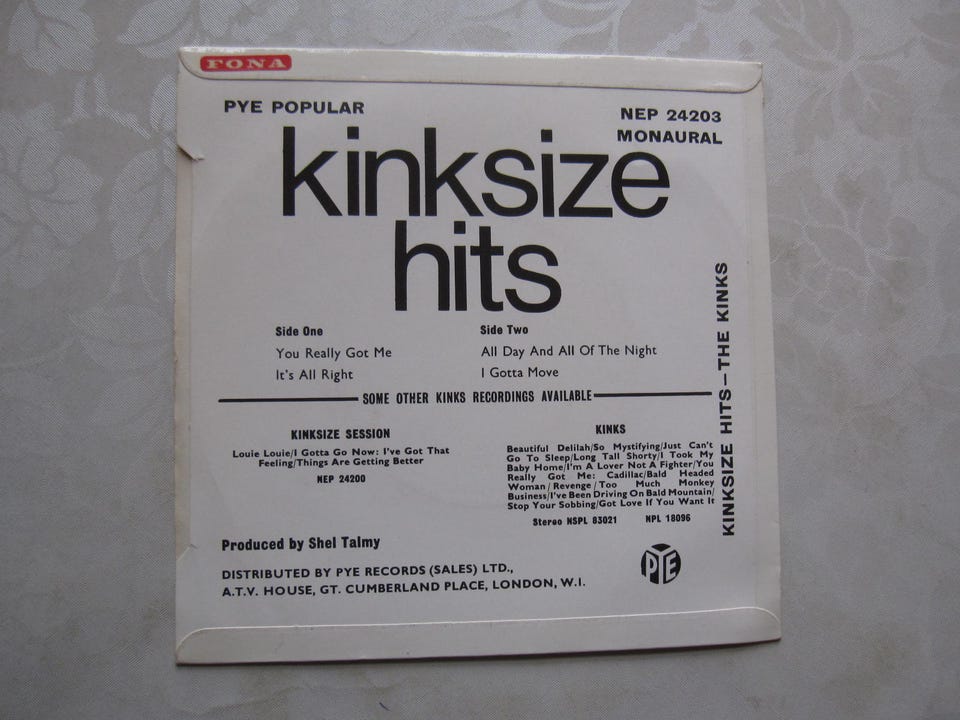 FONA
PYE POPULAR
NEP 24203
MONAURAL
kinksize
hits
Side One
You Really Got Me
It's All Right
Side Two
All Day And All Of The Night
I Gotta Move
SOME OTHER KINKS RECORDINGS AVAILABLE
KINKSIZE SESSION
Louie Louie/I Gotta Go Now: I've Got That
Feeling/Things Are Getting Better
NEP 24200
KINKS
Beautiful Delilah/So Mystifying/Just Can't
Go To Sleep/Long Tall Shorty/I Took My
Baby Home/I'm A Lover Not A Fighter/You
Really Got Me: Cadillac/Bald Headed
Woman/Revenge/Too Much Monkey
Business/I've Been Driving On Bald Mountain/
Stop Your Sobbing/Got Love If You Want It
Stereo NSPL 83021 NPL 18096
KINKSIZE HITS—THE KINKS
Produced by Shel Talmy
DISTRIBUTED BY PYE RECORDS (SALES) LTD.,
A.T.V. HOUSE, GT. CUMBERLAND PLACE, LONDON, W.I.
PYE